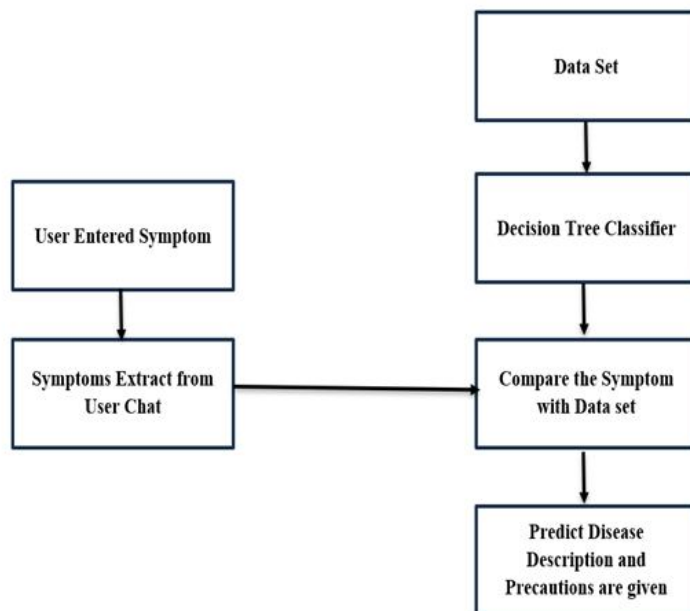 Data Set
User Entered Symptom
Decision Tree Classifier
Symptoms Extract from
User Chat
Compare the Symptom
with Data set
Predict Disease
Description and
Precautions are given